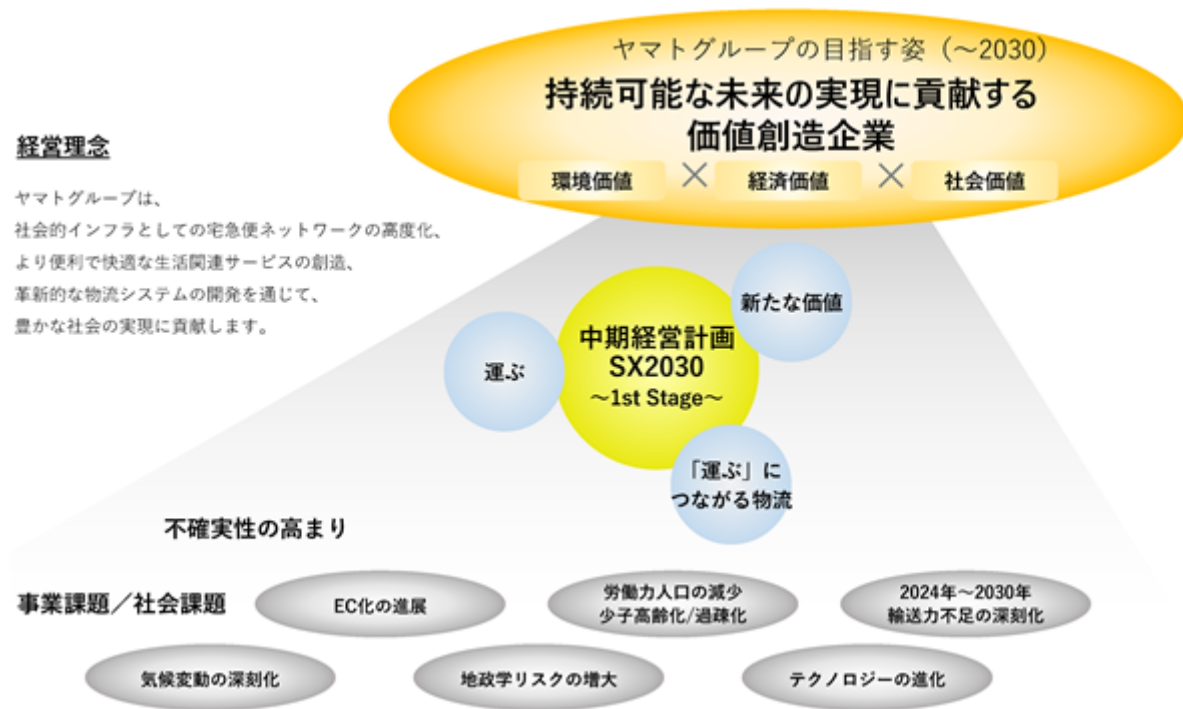 ヤマトグループの目指す姿（～2030）
持続可能な未来の実現に貢献する
価値創造企業
環境価値 × 経済価値 × 社会価値
経営理念
ヤマトグループは、
社会的インフラとしての宅急便ネットワークの高度化、
より便利で快適な生活関連サービスの創造、
革新的な物流システムの開発を通じて、
豊かな社会の実現に貢献します。
新たな価値
中期経営計画
SX2030
～1st Stage～
運ぶ
「運ぶ」に
つながる物流
不確実性の高まり
事業課題／社会課題
EC化の進展
労働力人口の減少
少子高齢化/過疎化
2024年～2030年
輸送力不足の深刻化
気候変動の深刻化
地政学リスクの増大
テクノロジーの進化